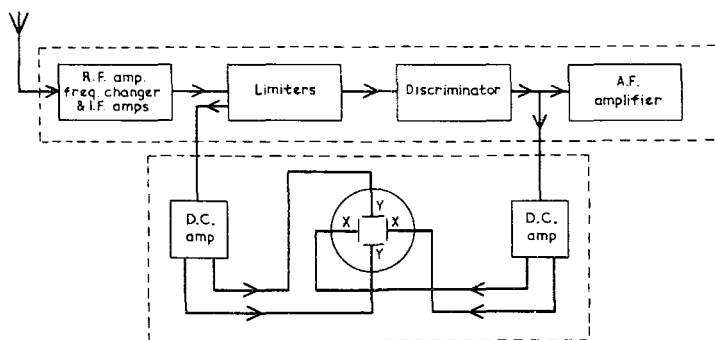 R.F. amp.
freq. changer
& I.F. amps
Limiters
Discriminator
A.F.
amplifier
D.C.
amp
Y
X
X
Y
D.C.
amp